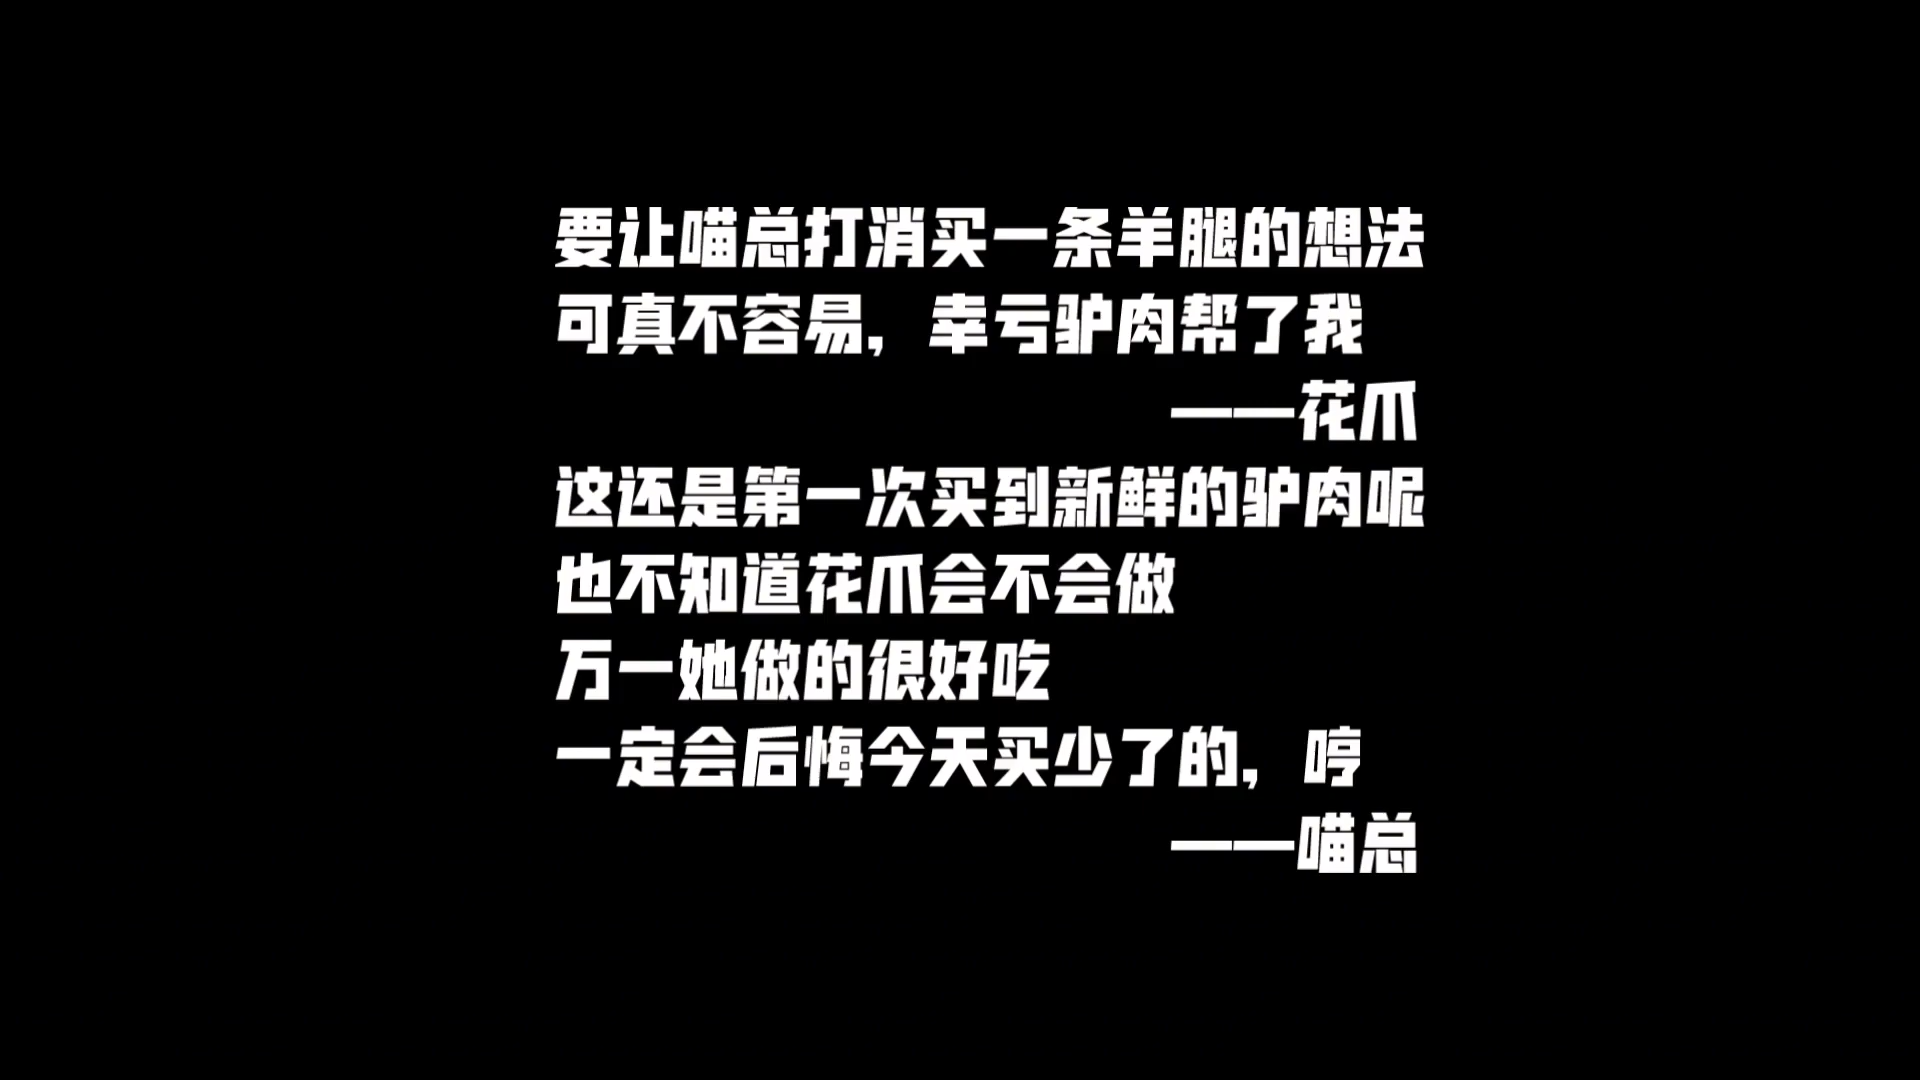 要让喵总打消买一条羊腿的想法
可真不容易，幸亏驴肉帮了我
——花爪
这还是第一次买到新鲜的驴肉呢
也不知道花爪会不会做
万一她做的很好吃
一定会后悔今天买少了的，哼
——喵总